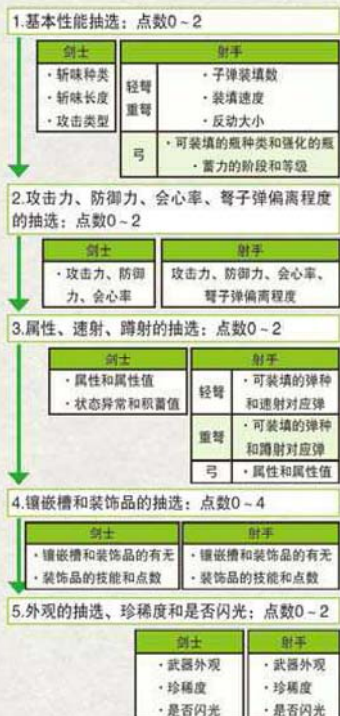 1.基本性能抽选：点数0～2
剑士
・斩味种类
・斩味长度
・攻击类型
射手
轻弩
重弩
・子弹装填数
・装填速度
・反动大小
弓
・可装填的瓶种类和强化的瓶
・蓄力的阶段和等级
2.攻击力、防御力、会心率、弩子弹偏离程度
的抽选：点数0～2
剑士
・攻击力、防御
力、会心率
射手
攻击力、防御力、会心率、
弩子弹偏离程度
3.属性、速射、蹲射的抽选：点数0～2
剑士
・属性和属性值
・状态异常和积蓄值
射手
轻弩
・可装填的弹种
和速射对应弹
重弩
・可装填的弹种
和蹲射对应弹
弓
・属性和属性值
4.镶嵌槽和装饰品的抽选：点数0～4
剑士
・镶嵌槽和装饰品的有无
・装饰品的技能和点数
射手
・镶嵌槽和装饰品的有无
・装饰品的技能和点数
5.外观的抽选、珍稀度和是否闪光：点数0～2
剑士
・武器外观
・珍稀度
・是否闪光
射手
・武器外观
・珍稀度
・是否闪光